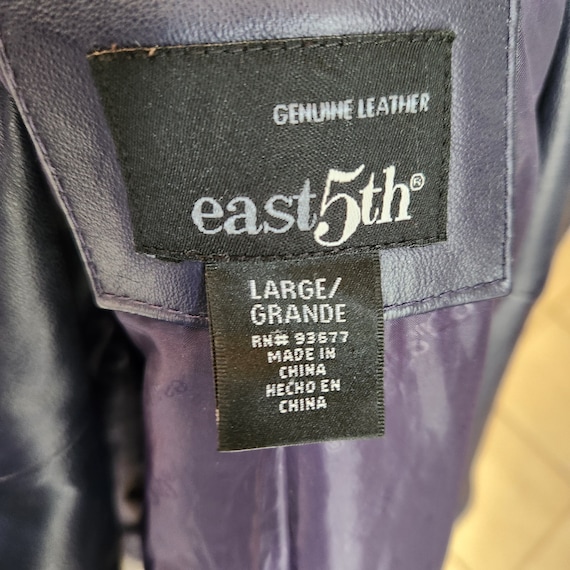 GENUINE LEATHER
east5th®
LARGE/
GRANDE
RN# 93677
MADE IN
CHINA
HECHO EN
CHINA